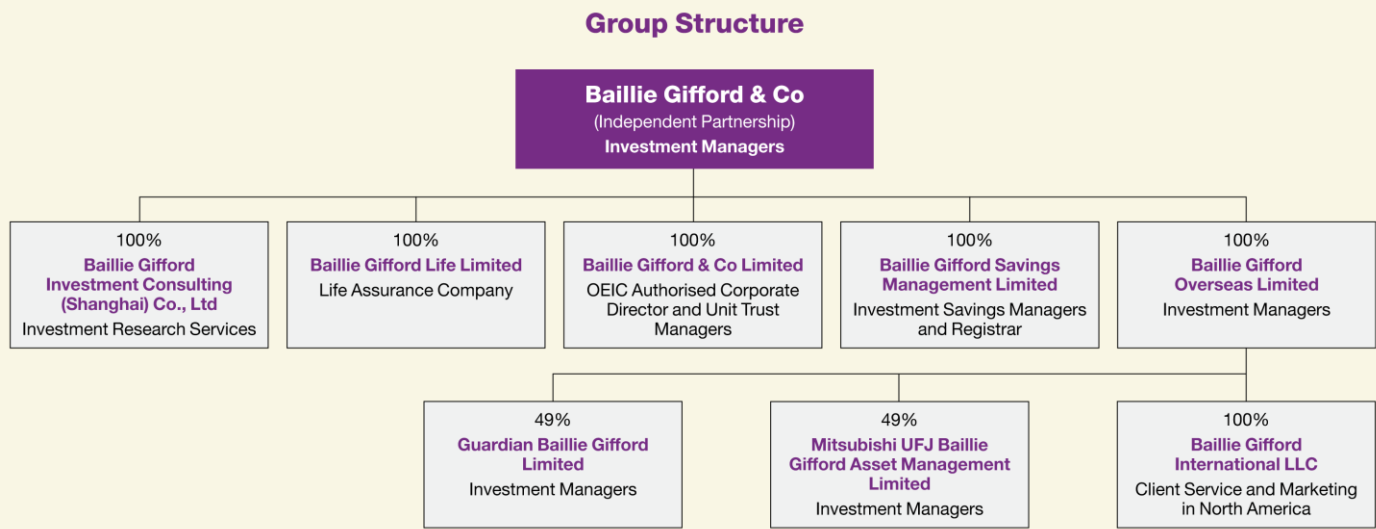 Group Structure
Baillie Gifford & Co
(Independent Partnership)
Investment Managers
100%
Baillie Gifford
Investment Consulting
(Shanghai) Co., Ltd
Investment Research Services
100%
Baillie Gifford Life Limited
Life Assurance Company
100%
Baillie Gifford & Co Limited
OEIC Authorised Corporate
Director and Unit Trust
Managers
100%
Baillie Gifford Savings
Management Limited
Investment Savings Managers
and Registrar
100%
Baillie Gifford
Overseas Limited
Investment Managers
49%
Guardian Baillie Gifford
Limited
Investment Managers
49%
Mitsubishi UFJ Baillie
Gifford Asset Management
Limited
Investment Managers
100%
Baillie Gifford
International LLC
Client Service and Marketing
in North America